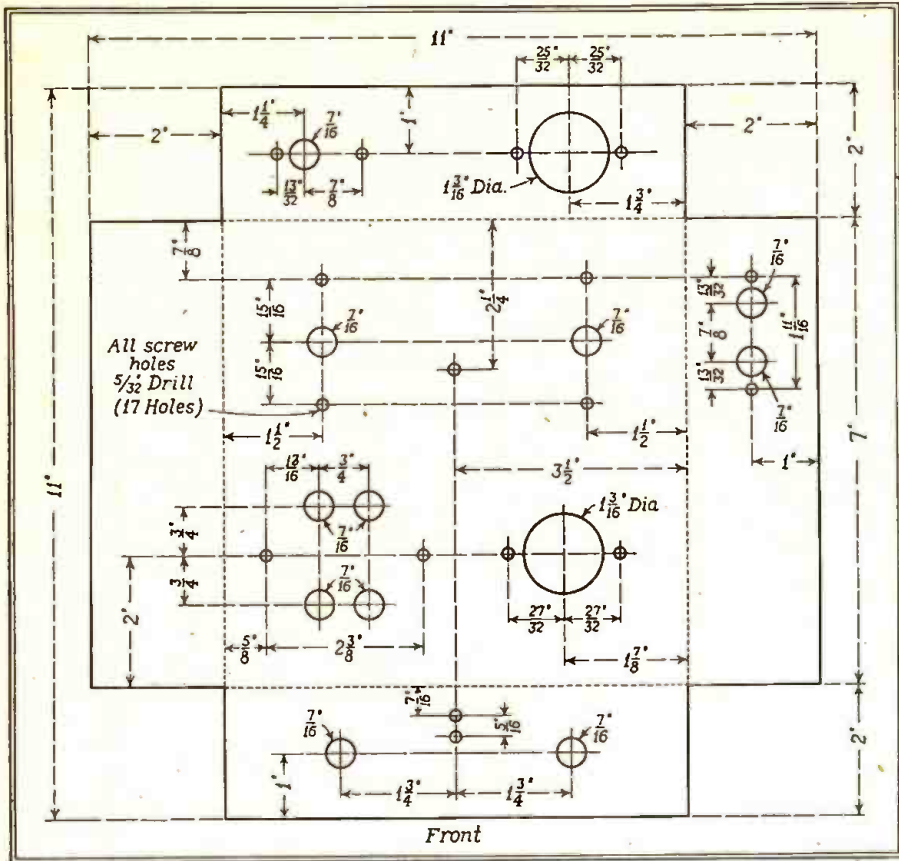 11"
25/32" 25/32"
1 1/4" 7/16" 1"
2" 2" 2"
13/32" 7/8" 1 3/16" Dia. 1 3/4"
7/8" 2 1/4" 7/16"
15/16" 13/32"
7/16" 7/16" 7/8" 1 11/16"
All screw
holes
5/32" Drill
(17 Holes)
15/16" 13/32"
7/16"
1 1/2" 1 1/2" 1"
11" 7"
13/16" 3/4" 3 1/2"
1 3/16" Dia
3/4" 7/16"
3/4" 7/16"
2" 27/32" 27/32"
5/8" 2 3/8" 1 7/8"
7/16" 5/16"
7/16" 7/16" 2"
1" 1 3/4" 1 3/4"
Front